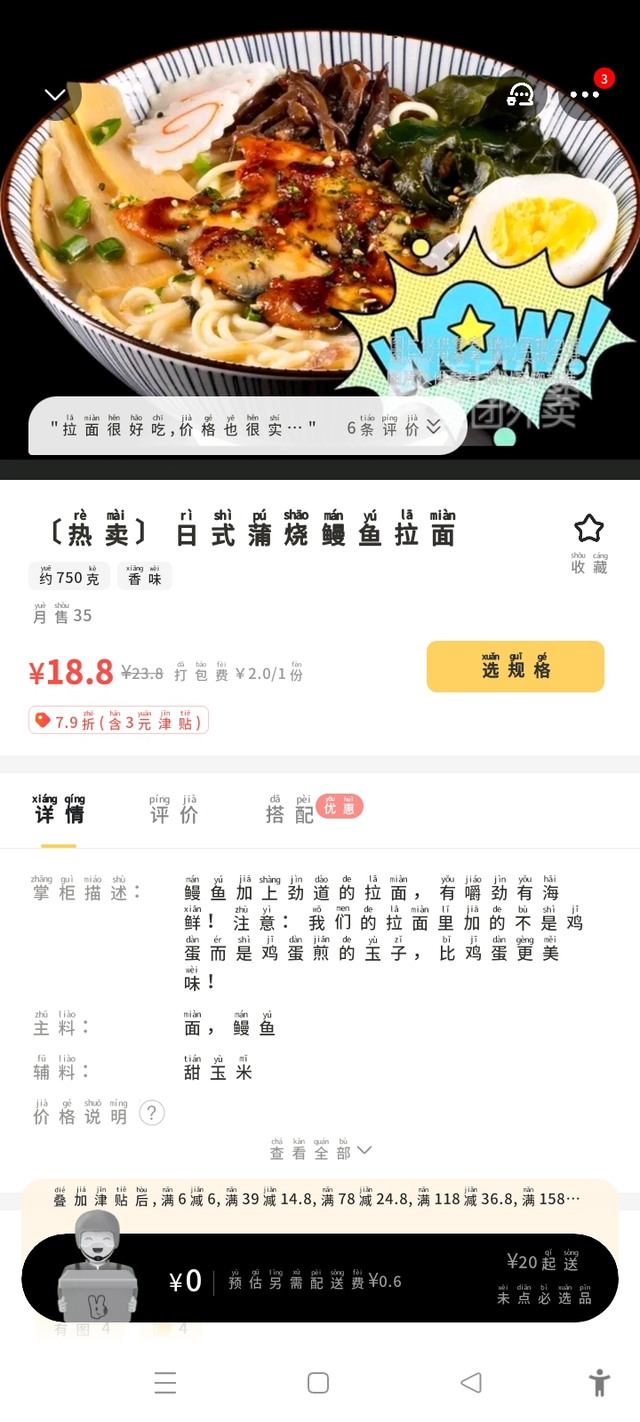 WOW!
"拉面很好吃,价格也很实…"
6条评价
3
〔热卖〕日式蒲烧鳗鱼拉面
收藏
约750克 香味
月售35
¥18.8 ¥23.8 打包费 ¥2.0/1份
选规格
7.9折(含3元津贴)
详情 评价 搭配 优惠
掌柜描述: 鳗鱼加上劲道的拉面，有嚼劲有海
鲜！注意：我们的拉面里加的不是鸡
蛋而是鸡蛋煎的玉子，比鸡蛋更美
味！
主料: 面，鳗鱼
辅料: 甜玉米
价格说明 ?
查看全部
叠加津贴后,满6减6,满39减14.8,满78减24.8,满118减36.8,满158…
¥0 预估另需配送费¥0.6
¥20起送
未点必选品
有图 4
4